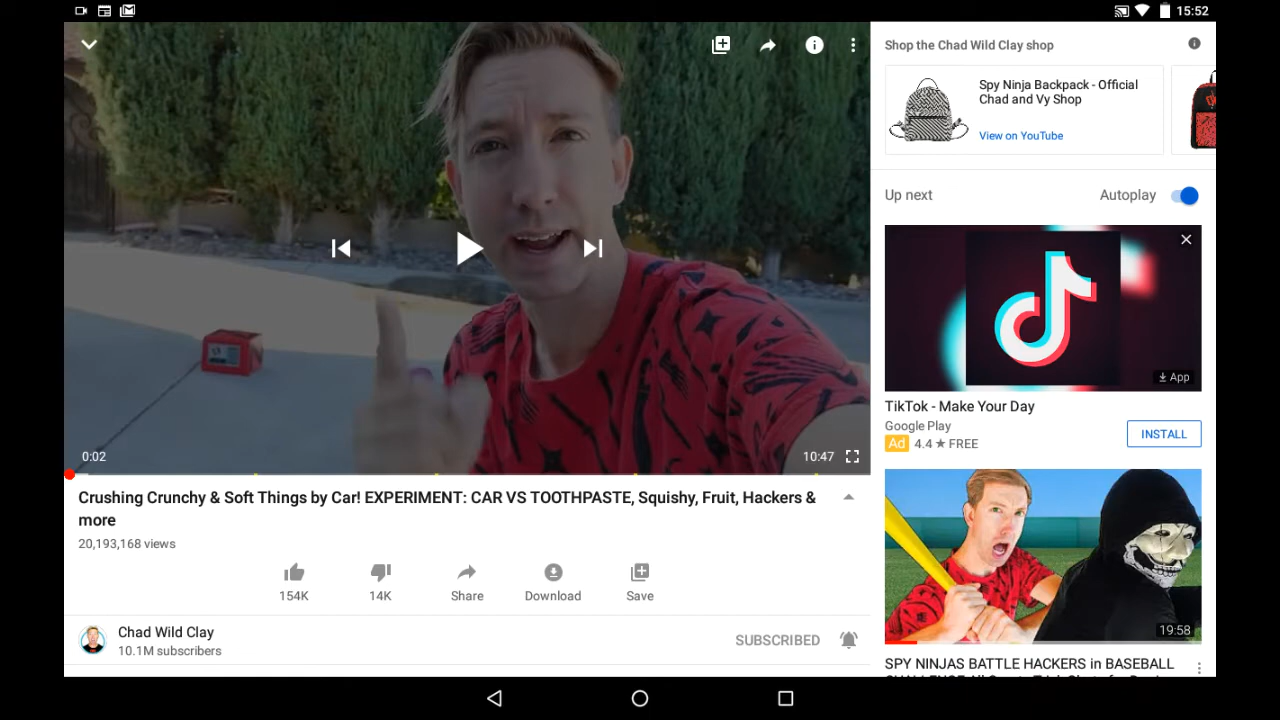 15:52
0:02
10:47
Crushing Crunchy & Soft Things by Car! EXPERIMENT: CAR VS TOOTHPASTE, Squishy, Fruit, Hackers &
more
20,193,168 views
154K
14K
Share
Download
Save
Chad Wild Clay
10.1M subscribers
SUBSCRIBED
Shop the Chad Wild Clay shop
Spy Ninja Backpack - Official
Chad and Vy Shop
View on YouTube
Up next
Autoplay
App
TikTok - Make Your Day
Google Play
Ad 4.4 ★ FREE
INSTALL
19:58
SPY NINJAS BATTLE HACKERS in BASEBALL